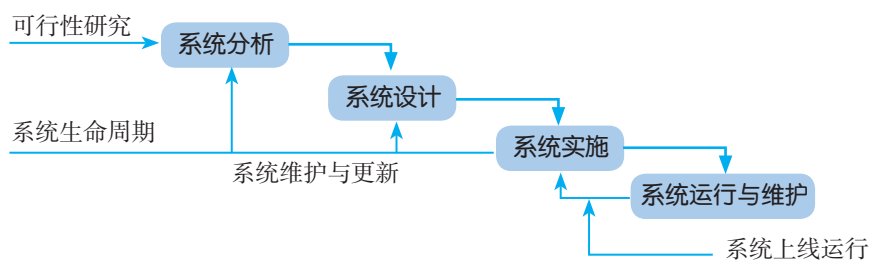 可行性研究
系统分析
系统设计
系统生命周期
系统实施
系统维护与更新
系统运行与维护
系统上线运行